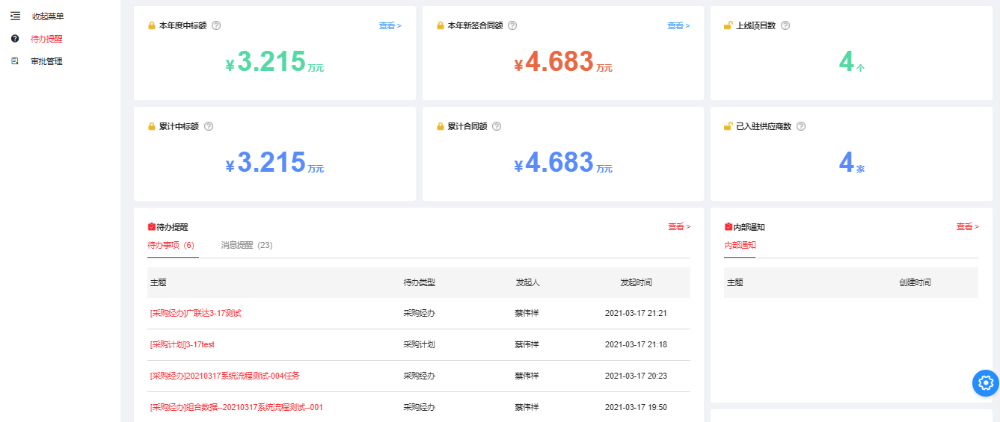 收起菜单
待办提醒
审批管理
本年度中标额 查看 >
¥3.215万元
本年新签合同额 查看 >
¥4.683万元
上线项目数
4个
累计中标额
¥3.215万元
累计合同额
¥4.683万元
已入驻供应商数
4家
待办提醒 查看 >
待办事项（6） 消息提醒（23）
主题 待办类型 发起人 发起时间
[采购经办]广联达3-17测试 采购经办 蔡伟祥 2021-03-17 21:21
[采购计划]3-17test 采购计划 蔡伟祥 2021-03-17 21:18
[采购经办]20210317系统流程测试-004任务 采购经办 蔡伟祥 2021-03-17 20:23
[采购经办]组合数据--20210317系统流程测试--001 采购经办 蔡伟祥 2021-03-17 19:50
内部通知 查看 >
内部通知
主题 创建时间